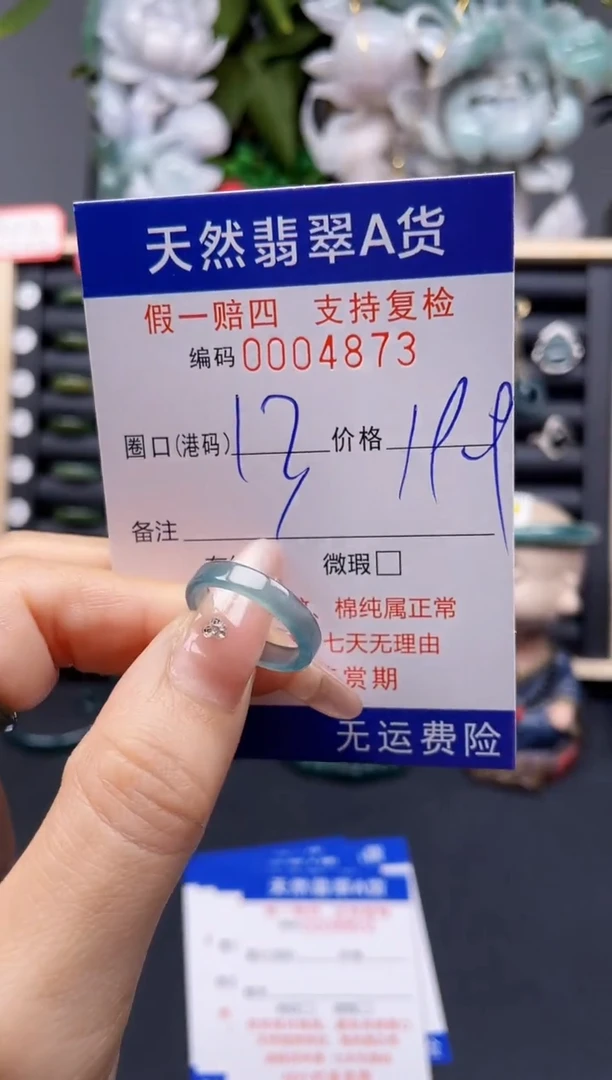 天然翡翠A货
假一赔四 支持复检
编码0004873
圈口(港码) 13 价格
备注
微瑕□
棉纯属正常
七天无理由
赏期
无运费险